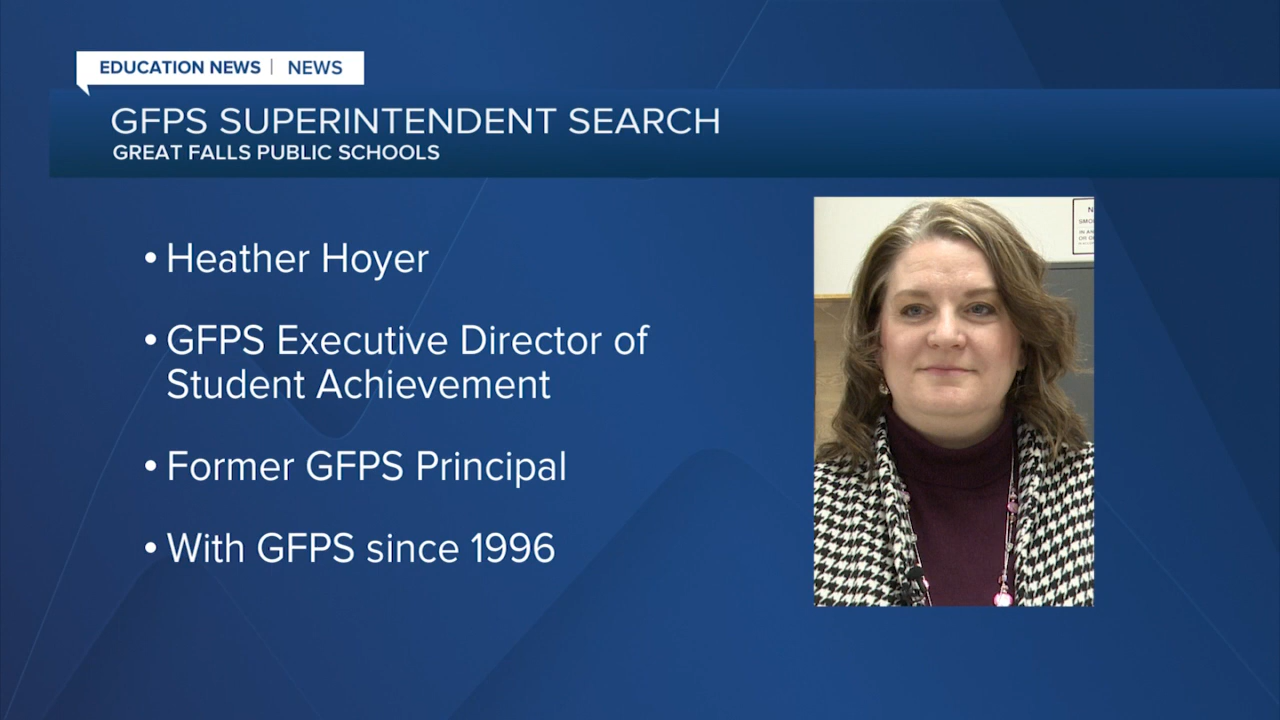 EDUCATION NEWS | NEWS
GFPS SUPERINTENDENT SEARCH
GREAT FALLS PUBLIC SCHOOLS
• Heather Hoyer
• GFPS Executive Director of
Student Achievement
• Former GFPS Principal
• With GFPS since 1996